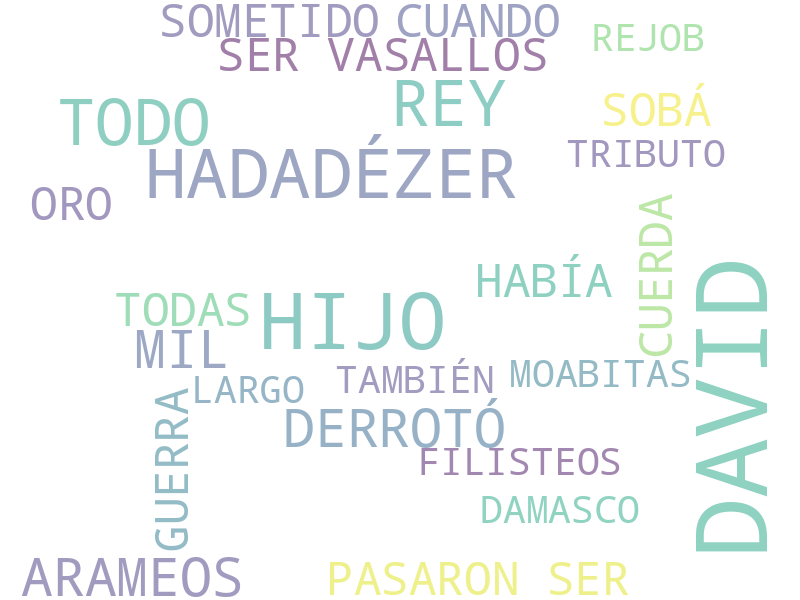 SOMETIDO CUANDO
REJOB
SER VASALLOS
TODO
REY
SOBÁ
HADADÉZER
TRIBUTO
ORO
CUERDA
HABÍA
DAVID
TODAS
HIJO
MIL
LARGO
TAMBIÉN
MOABITAS
GUERRA
DERROTÓ
FILISTEOS
DAMASCO
ARAMEOS
PASARON SER